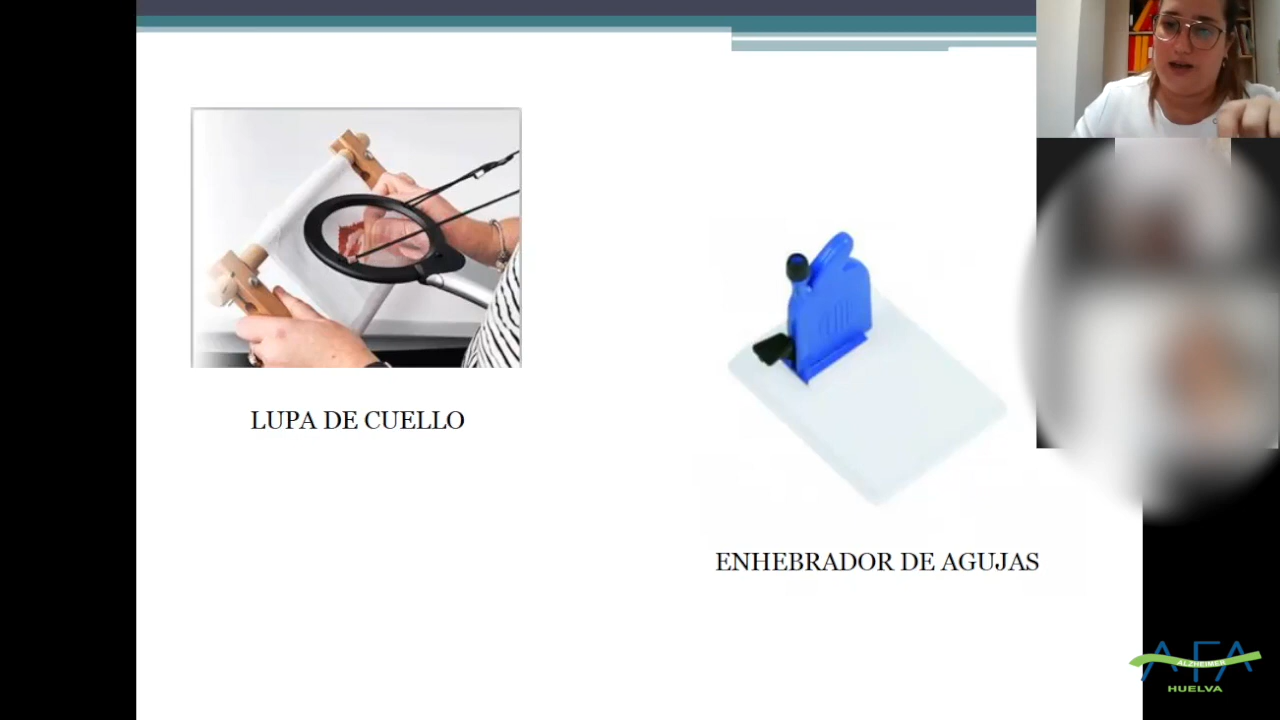 LUPA DE CUELLO
ENHEBRADOR DE AGUJAS
AFA
ALZHEIMER
HUELVA